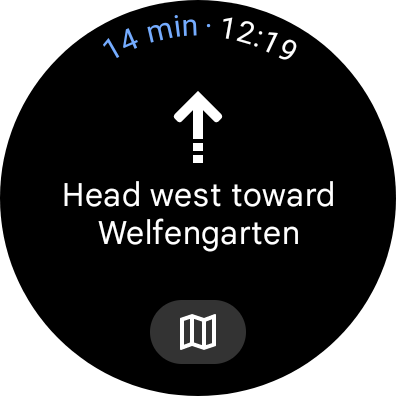 14 min · 12:19
Head west toward
Welfengarten